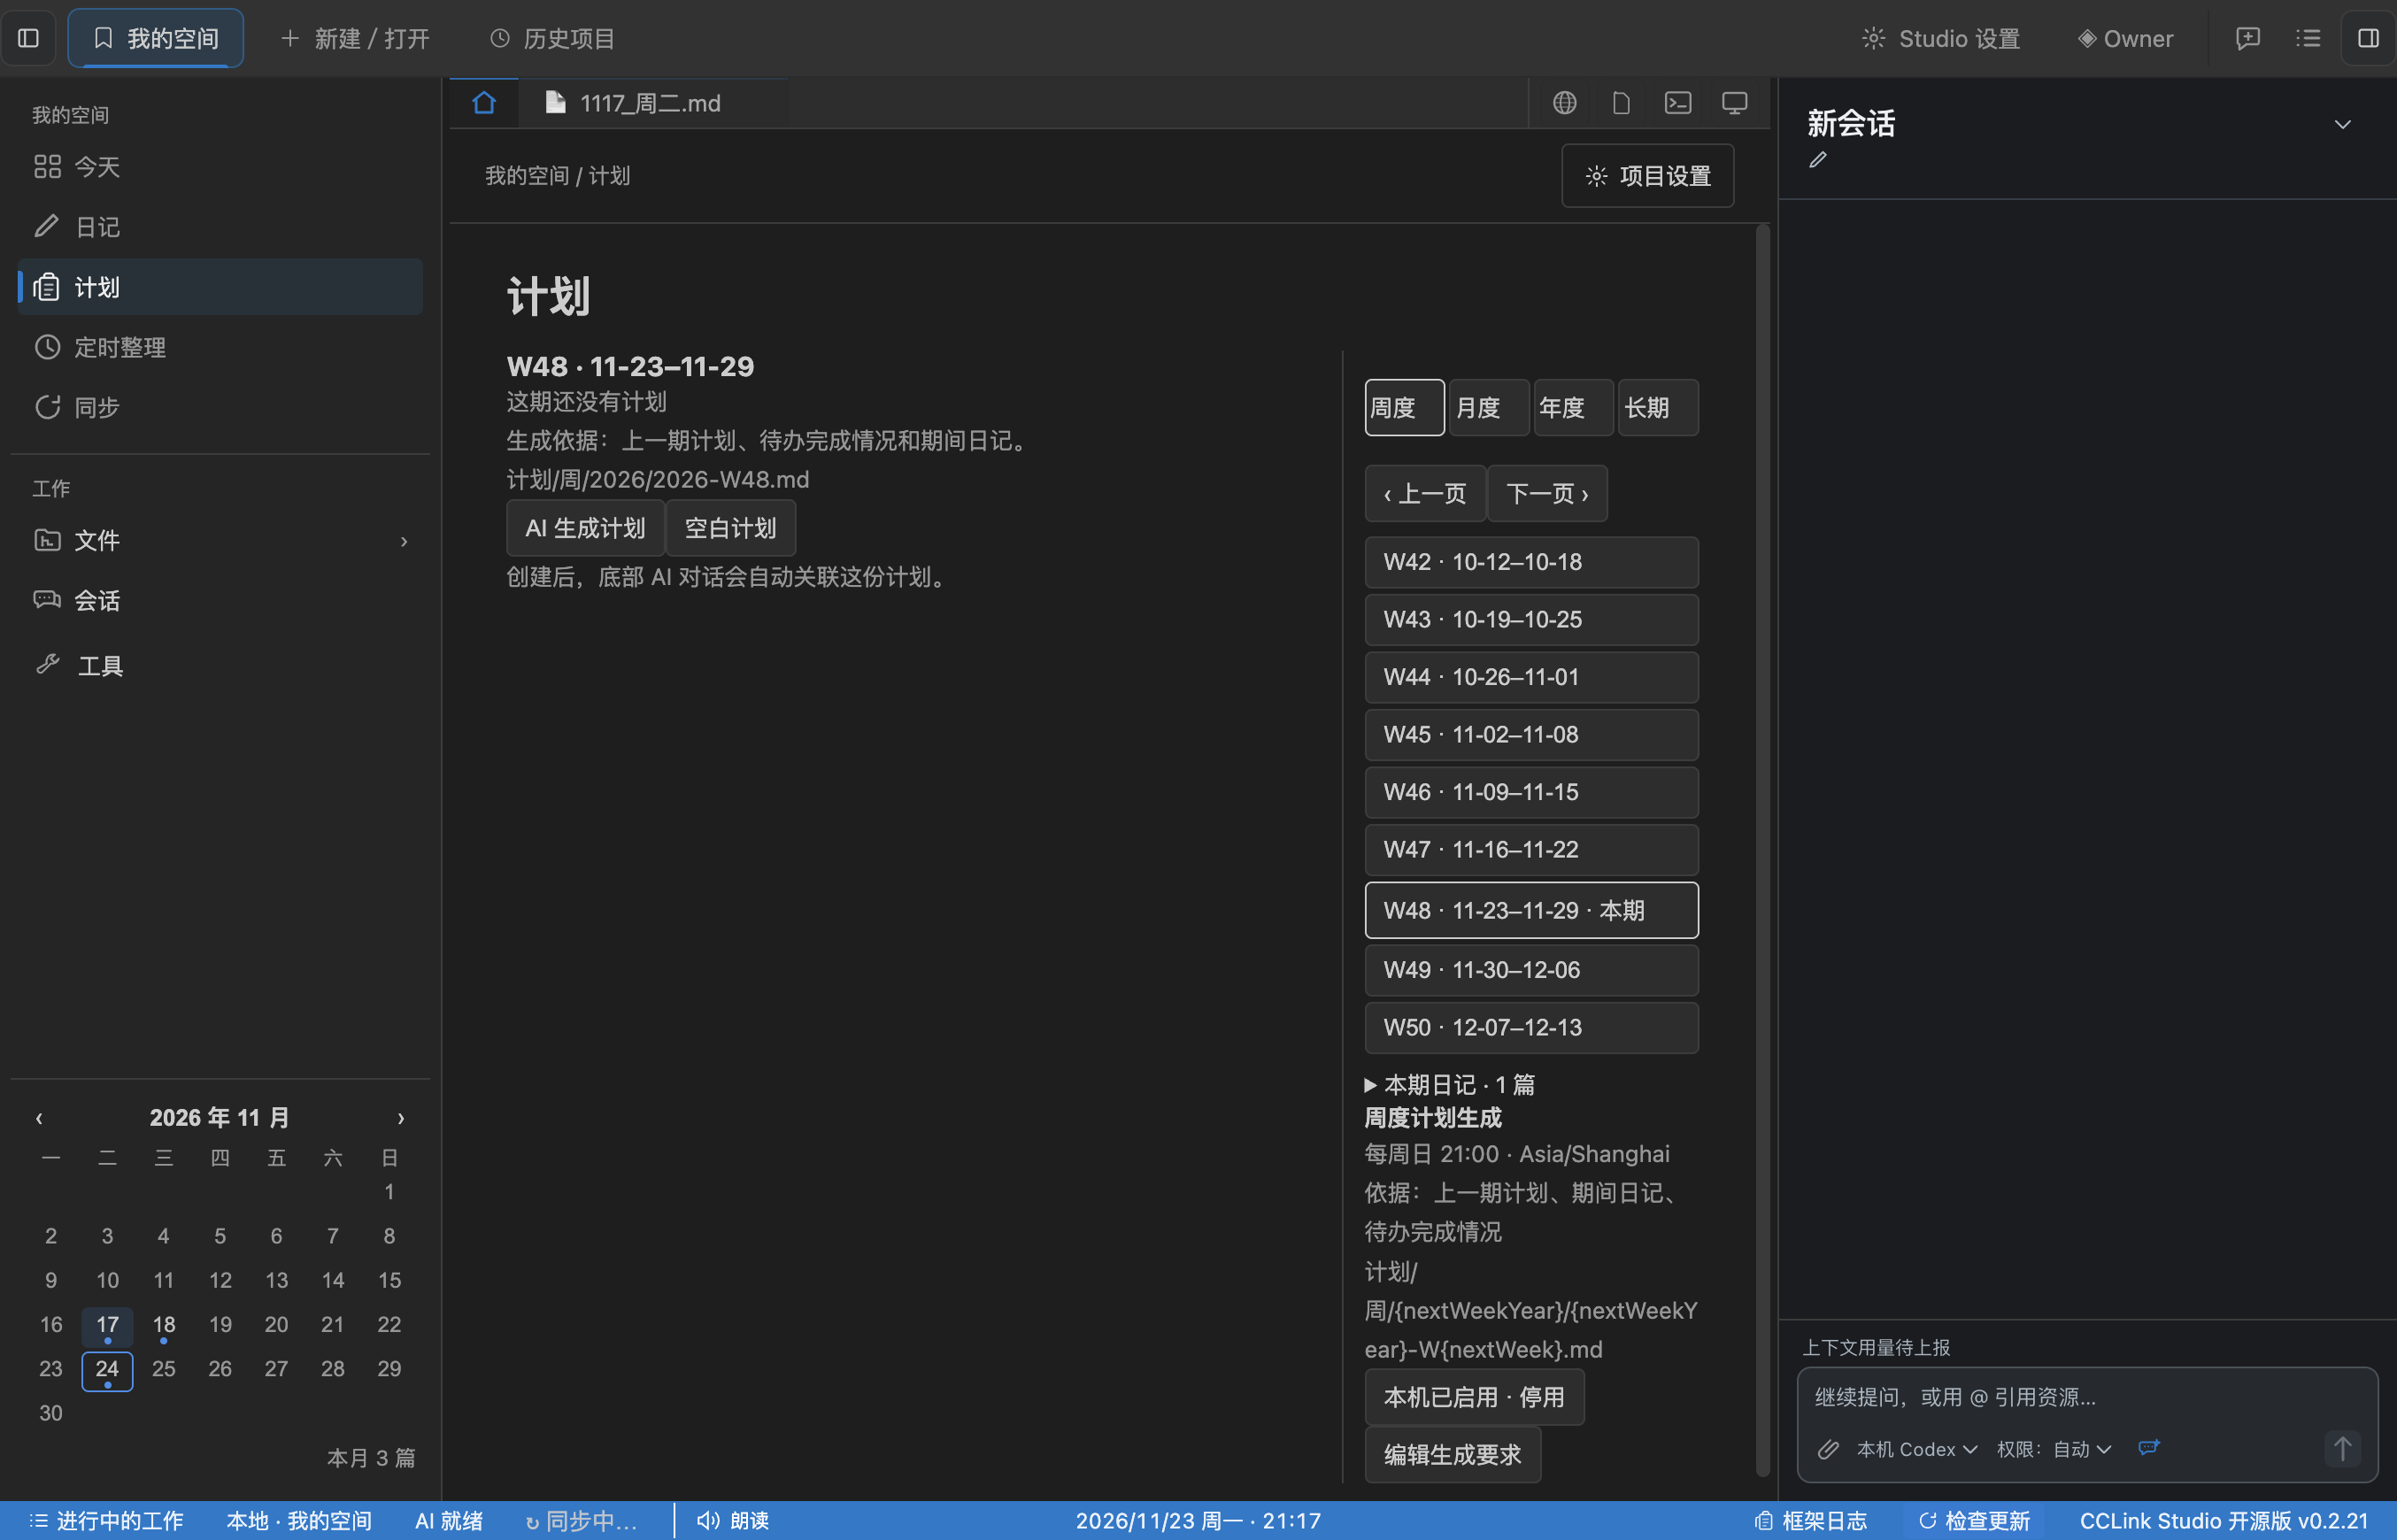 我的空间
新建 / 打开
历史项目
Studio 设置
Owner
我的空间
今天
日记
计划
定时整理
同步
工作
文件
会话
工具
2026 年 11 月
一 二 三 四 五 六 日
1
2 3 4 5 6 7 8
9 10 11 12 13 14 15
16 17 18 19 20 21 22
23 24 25 26 27 28 29
30
本月 3 篇
1117_周二.md
我的空间 / 计划
项目设置
计划
W48 · 11-23—11-29
这期还没有计划
生成依据：上一期计划、待办完成情况和期间日记。
计划/周/2026/2026-W48.md
AI 生成计划
空白计划
创建后，底部 AI 对话会自动关联这份计划。
周度
月度
年度
长期
‹ 上一页
下一页 ›
W42 · 10-12—10-18
W43 · 10-19—10-25
W44 · 10-26—11-01
W45 · 11-02—11-08
W46 · 11-09—11-15
W47 · 11-16—11-22
W48 · 11-23—11-29 · 本期
W49 · 11-30—12-06
W50 · 12-07—12-13
本期日记 · 1 篇
周度计划生成
每周日 21:00 · Asia/Shanghai
依据：上一期计划、期间日记、
待办完成情况
计划/
周/{nextWeekYear}/{nextWeekY
ear}-W{nextWeek}.md
本机已启用 · 停用
编辑生成要求
新会话
上下文用量待上报
继续提问，或用 @ 引用资源...
本机 Codex
权限：自动
进行中的工作
本地 · 我的空间
AI 就绪
同步中...
朗读
2026/11/23 周一 · 21:17
框架日志
检查更新
CCLink Studio 开源版 v0.2.21